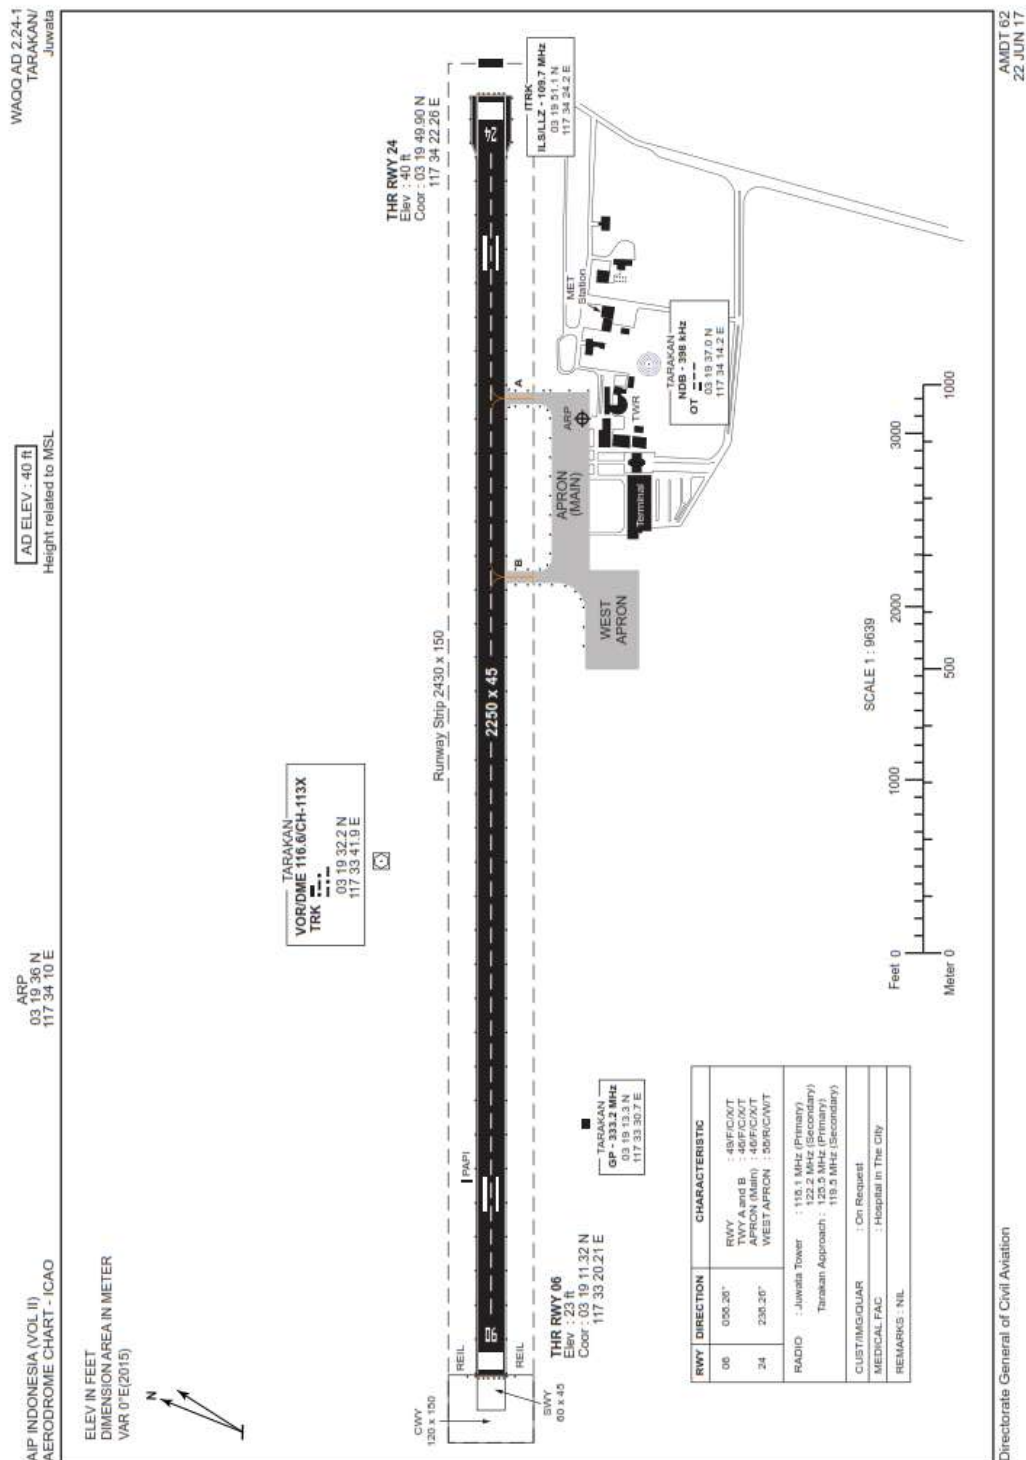 AIP INDONESIA (VOL II)
AERODROME CHART - ICAO
ARP
03 19 36 N
117 34 10 E
AD ELEV : 40 ft
Height related to MSL
WAQQ AD 2.24-1
TARAKAN/
Juwata
ELEV IN FEET
DIMENSION AREA IN METER
VAR 0°E(2015)
N
TARAKAN
VOR/DME 116.6/CH-113X
TRK
03 19 32.2 N
117 33 41.9 E
THR RWY 24
Elev : 40 ft
Coor : 03 19 49.90 N
117 34 22.26 E
Runway Strip 2430 x 150
CWY
120 x 150
REIL
PAPI
06
2250 x 45
24
REIL
SWY
60 x 45
THR RWY 06
Elev : 23 ft
Coor : 03 19 11.32 N
117 33 20.21 E
TARAKAN
GP - 333.2 MHz
03 19 13.3 N
117 33 30.7 E
B
A
WEST
APRON
APRON
(MAIN)
ARP
TWR
Terminal
MET
Station
ITRK
ILS/LLZ - 109.7 MHz
03 19 51.1 N
117 34 24.2 E
TARAKAN
NDB - 398 kHz
OT
03 19 37.0 N
117 34 14.2 E
RWY DIRECTION CHARACTERISTIC
06 056.26°
24 236.26°
RWY : 49/F/C/X/T
TWY A and B : 46/F/C/X/T
APRON (Main) : 46/F/C/X/T
WEST APRON : 56/R/C/W/T
RADIO : Juwata Tower : 118.1 MHz (Primary)
122.2 MHz (Secondary)
Tarakan Approach : 125.5 MHz (Primary)
119.5 MHz (Secondary)
CUST/IMG/QUAR : On Request
MEDICAL FAC : Hospital in The City
REMARKS : NIL
SCALE 1 : 9639
Feet 0 1000 2000 3000
Meter 0 500 1000
Directorate General of Civil Aviation
AMDT 62
22 JUN 17